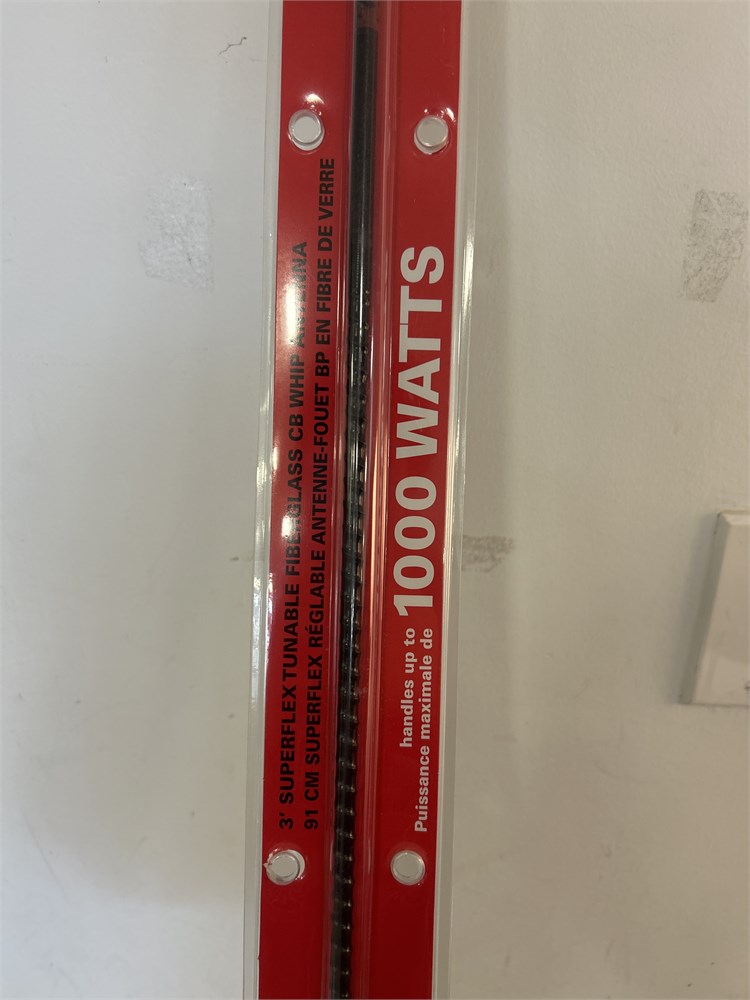 3' SUPERFLEX TUNABLE FIBERGLASS CB WHIP ANTENNA
91 CM SUPERFLEX RÉGLABLE ANTENNE-FOUET BP EN FIBRE DE VERRE
handles up to
Puissance maximale de
1000 WATTS